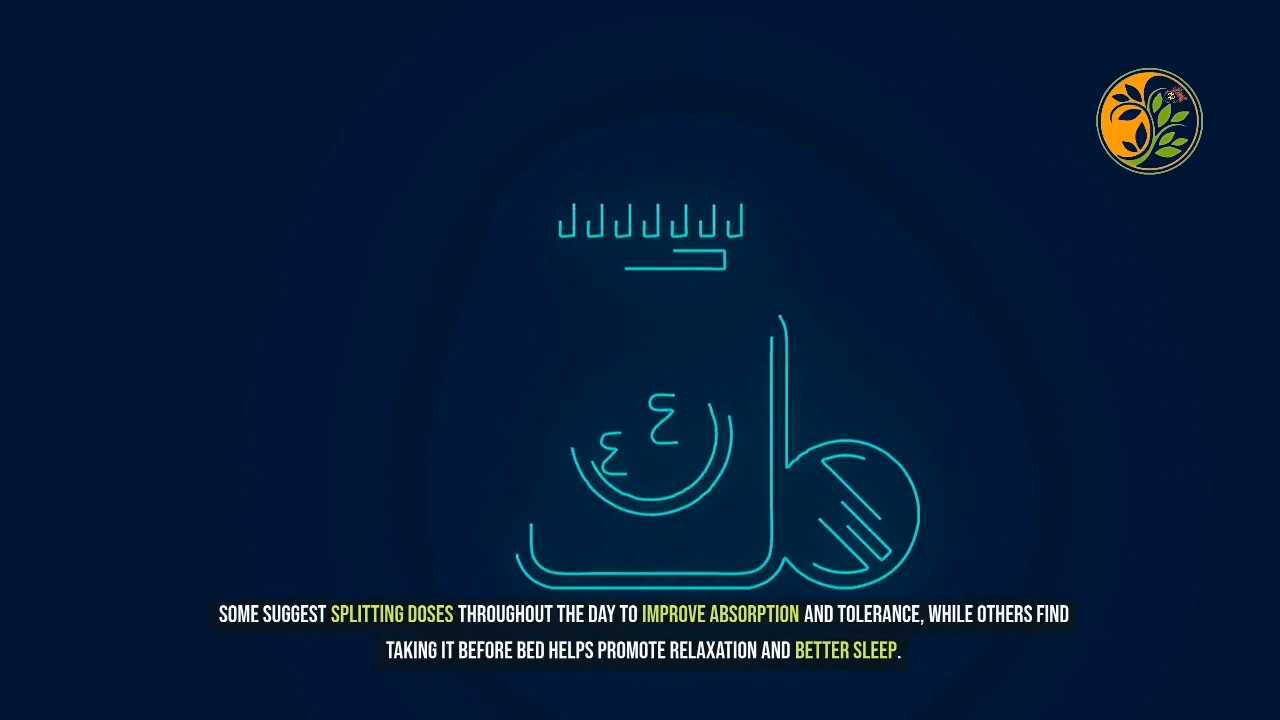 SOME SUGGEST SPLITTING DOSES THROUGHOUT THE DAY TO IMPROVE ABSORPTION AND TOLERANCE, WHILE OTHERS FIND
TAKING IT BEFORE BED HELPS PROMOTE RELAXATION AND BETTER SLEEP.